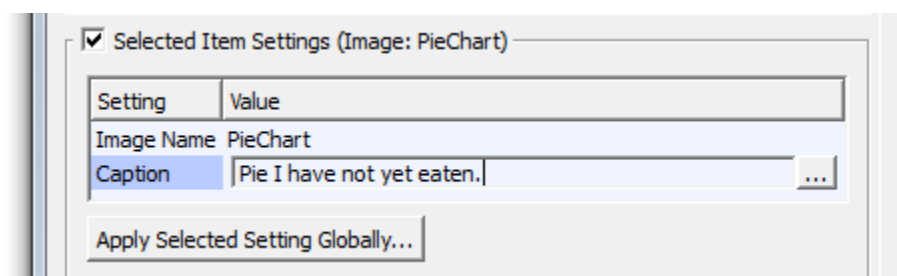 Selected Item Settings (Image: PieChart)
Setting Value
Image Name PieChart
Caption Pie I have not yet eaten. ...
Apply Selected Setting Globally...